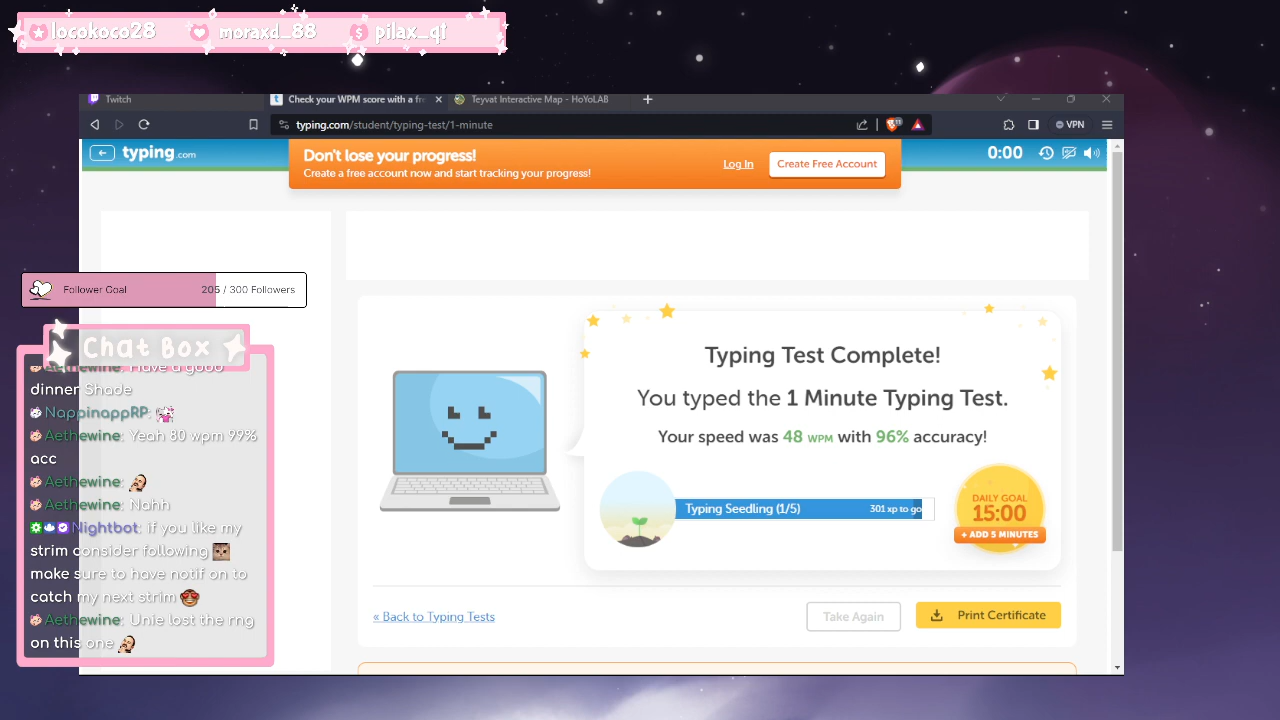 locokoco28 moraxd_88 pilax_qt
Twitch Check your WPM score with a fre Teyvat Interactive Map - HoYoLAB
typing.com/student/typing-test/1-minute 11 VPN
typing.com
Don't lose your progress!
Create a free account now and start tracking your progress!
Log In Create Free Account
0:00
Follower Goal 205 / 300 Followers
Chat Box
Aethewine: Have a good
dinner Shade
NappinappRP:
Aethewine: Yeah 80 wpm 99%
acc
Aethewine:
Aethewine: Nahh
Nightbot: if you like my
strim consider following
make sure to have notif on to
catch my next strim
Aethewine: Unie lost the rng
on this one
Typing Test Complete!
You typed the 1 Minute Typing Test.
Your speed was 48 WPM with 96% accuracy!
Typing Seedling (1/5) 301 xp to go
DAILY GOAL
15:00
+ ADD 5 MINUTES
« Back to Typing Tests
Take Again
Print Certificate